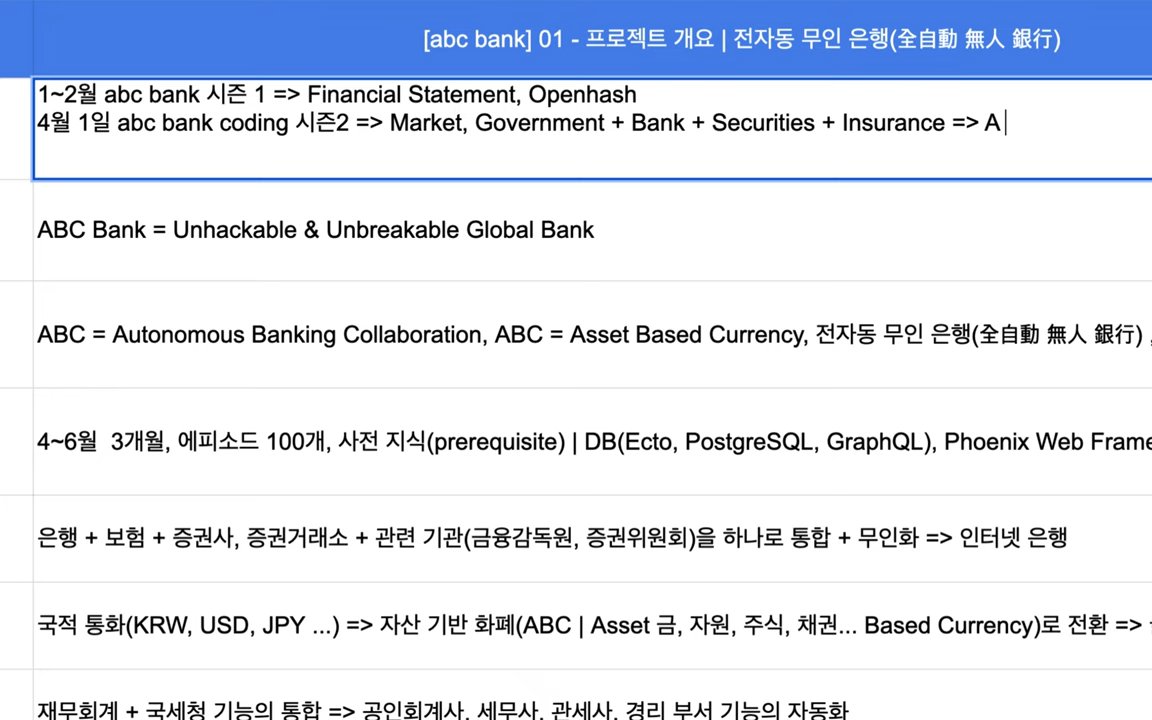 [abc bank] 01 - 프로젝트 개요 | 전자동 무인 은행(全自動 無人 銀行)
1~2월 abc bank 시즌 1 => Financial Statement, Openhash
4월 1일 abc bank coding 시즌2 => Market, Government + Bank + Securities + Insurance => A
ABC Bank = Unhackable & Unbreakable Global Bank
ABC = Autonomous Banking Collaboration, ABC = Asset Based Currency, 전자동 무인 은행(全自動 無人 銀行) ,
4~6월  3개월, 에피소드 100개, 사전 지식(prerequisite) | DB(Ecto, PostgreSQL, GraphQL), Phoenix Web Frame
은행 + 보험 + 증권사, 증권거래소 + 관련 기관(금융감독원, 증권위원회)을 하나로 통합 + 무인화 => 인터넷 은행
국적 통화(KRW, USD, JPY ...) => 자산 기반 화폐(ABC | Asset 금, 자원, 주식, 채권... Based Currency)로 전환 =>
재무회계 + 국세청 기능의 통합 => 공인회계사, 세무사, 관세사, 경리 부서 기능의 자동화